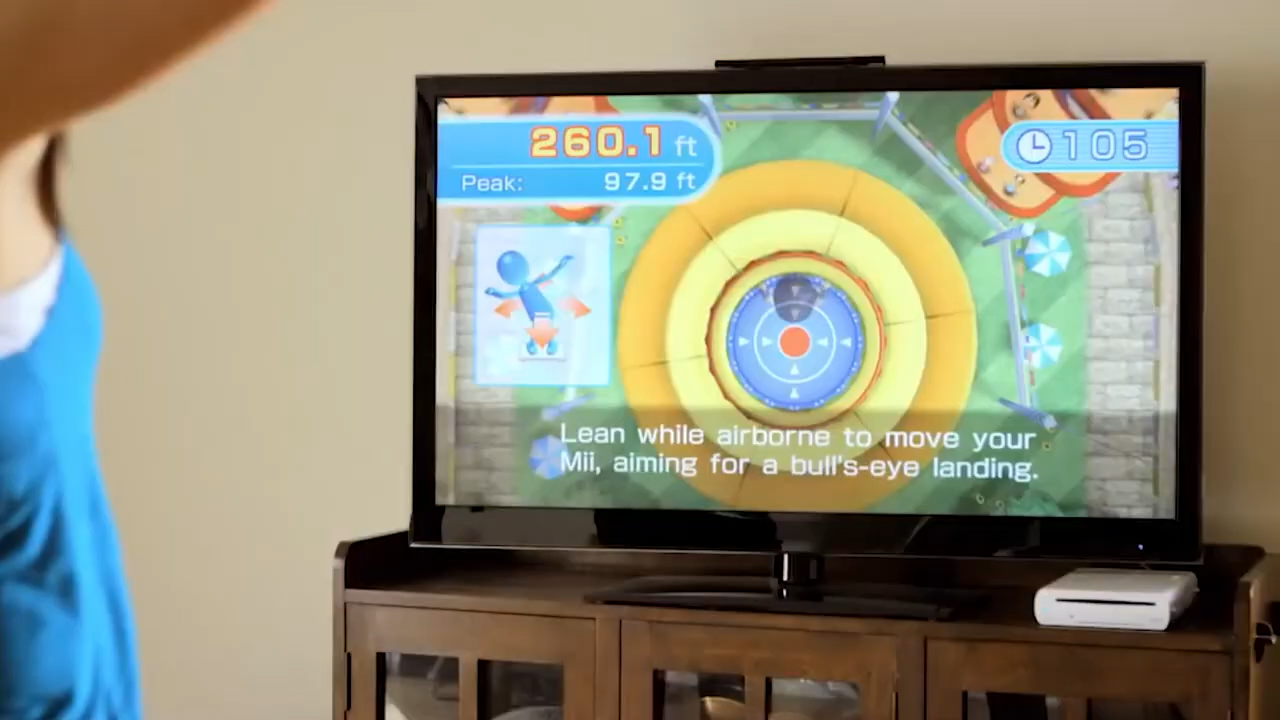 260.1 ft
Peak: 97.9 ft
105
Lean while airborne to move your
Mii, aiming for a bull's-eye landing.